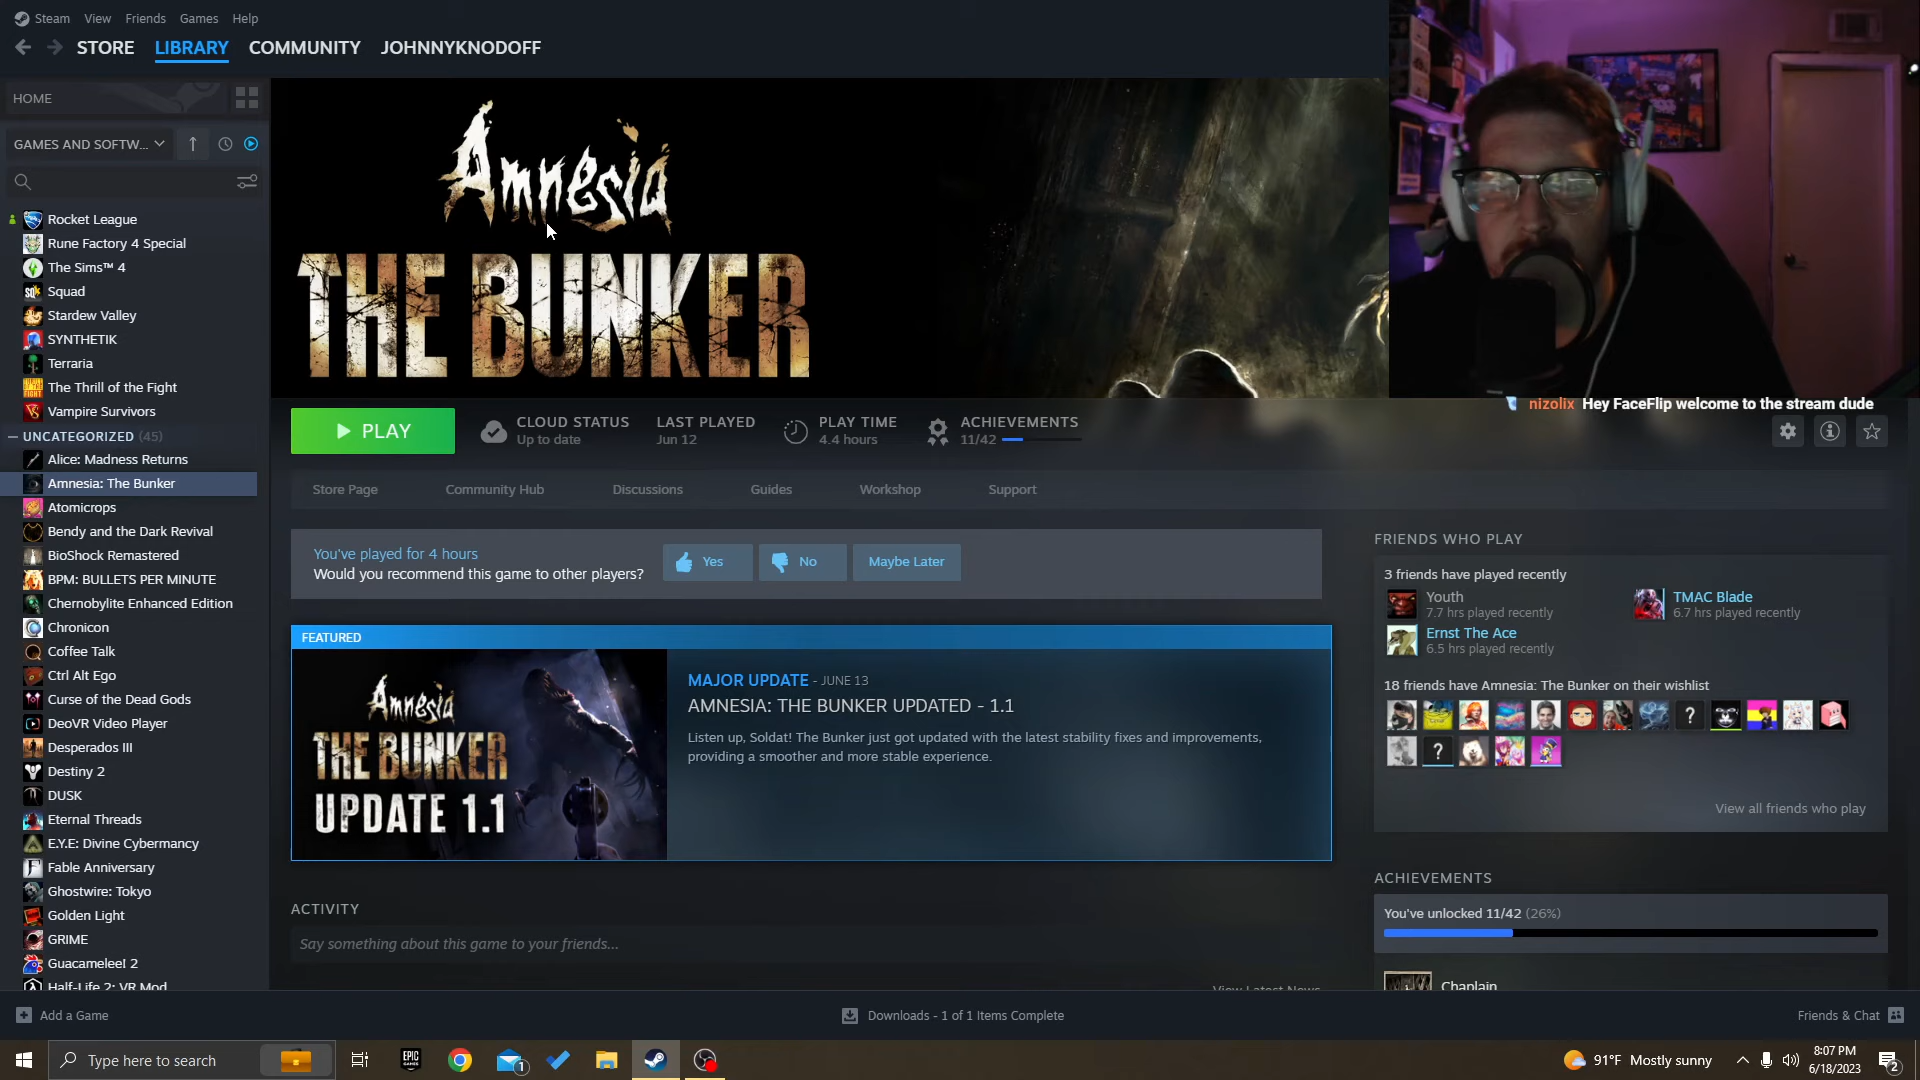 Steam View Friends Games Help
STORE LIBRARY COMMUNITY JOHNNYKNODOFF
HOME
GAMES AND SOFTW...
Rocket League
Rune Factory 4 Special
The Sims™ 4
Squad
Stardew Valley
SYNTHETIK
Terraria
The Thrill of the Fight
Vampire Survivors
UNCATEGORIZED (45)
Alice: Madness Returns
Amnesia: The Bunker
Atomicrops
Bendy and the Dark Revival
BioShock Remastered
BPM: BULLETS PER MINUTE
Chernobylite Enhanced Edition
Chronicon
Coffee Talk
Ctrl Alt Ego
Curse of the Dead Gods
DeoVR Video Player
Desperados III
Destiny 2
DUSK
Eternal Threads
E.Y.E: Divine Cybermancy
Fable Anniversary
Ghostwire: Tokyo
Golden Light
GRIME
Guacamelee! 2
Half-Life 2: VR Mod
Amnesia
THE BUNKER
nizolix Hey FaceFlip welcome to the stream dude
PLAY
CLOUD STATUS
Up to date
LAST PLAYED
Jun 12
PLAY TIME
4.4 hours
ACHIEVEMENTS
11/42
Store Page Community Hub Discussions Guides Workshop Support
You've played for 4 hours
Would you recommend this game to other players?
Yes
No
Maybe Later
FEATURED
Amnesia
THE BUNKER
UPDATE 1.1
MAJOR UPDATE - JUNE 13
AMNESIA: THE BUNKER UPDATED - 1.1
Listen up, Soldat! The Bunker just got updated with the latest stability fixes and improvements,
providing a smoother and more stable experience.
ACTIVITY
Say something about this game to your friends...
View Latest News
FRIENDS WHO PLAY
3 friends have played recently
Youth
7.7 hrs played recently
TMAC Blade
6.7 hrs played recently
Ernst The Ace
6.5 hrs played recently
18 friends have Amnesia: The Bunker on their wishlist
View all friends who play
ACHIEVEMENTS
You've unlocked 11/42 (26%)
Chaplain
Add a Game
Downloads - 1 of 1 Items Complete
Friends & Chat
Type here to search
EPIC GAMES
1
91°F Mostly sunny
8:07 PM
6/18/2023
2